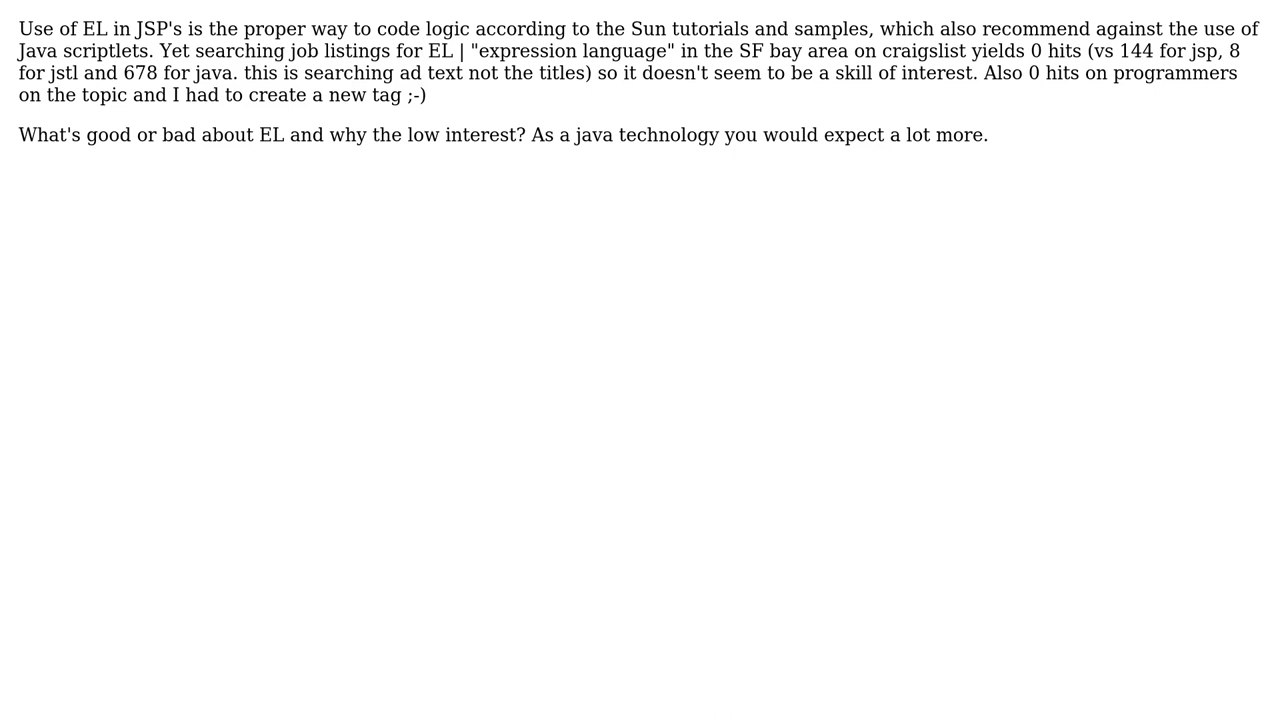 Use of EL in JSP's is the proper way to code logic according to the Sun tutorials and samples, which also recommend against the use of
Java scriptlets. Yet searching job listings for EL | "expression language" in the SF bay area on craigslist yields 0 hits (vs 144 for jsp, 8
for jstl and 678 for java. this is searching ad text not the titles) so it doesn't seem to be a skill of interest. Also 0 hits on programmers
on the topic and I had to create a new tag ;-)
What's good or bad about EL and why the low interest? As a java technology you would expect a lot more.